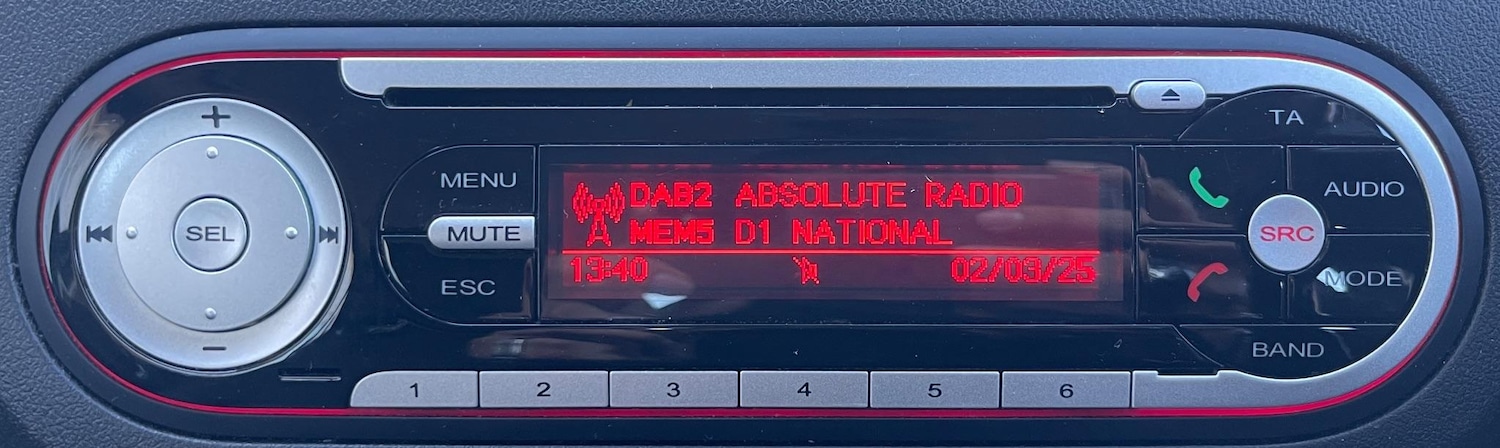 TA
MENU
AUDIO
DAB2 ABSOLUTE RADIO
MEM5 D1 NATIONAL
SEL
MUTE
SRC
13:40 02/03/25
ESC
MODE
BAND
1 2 3 4 5 6